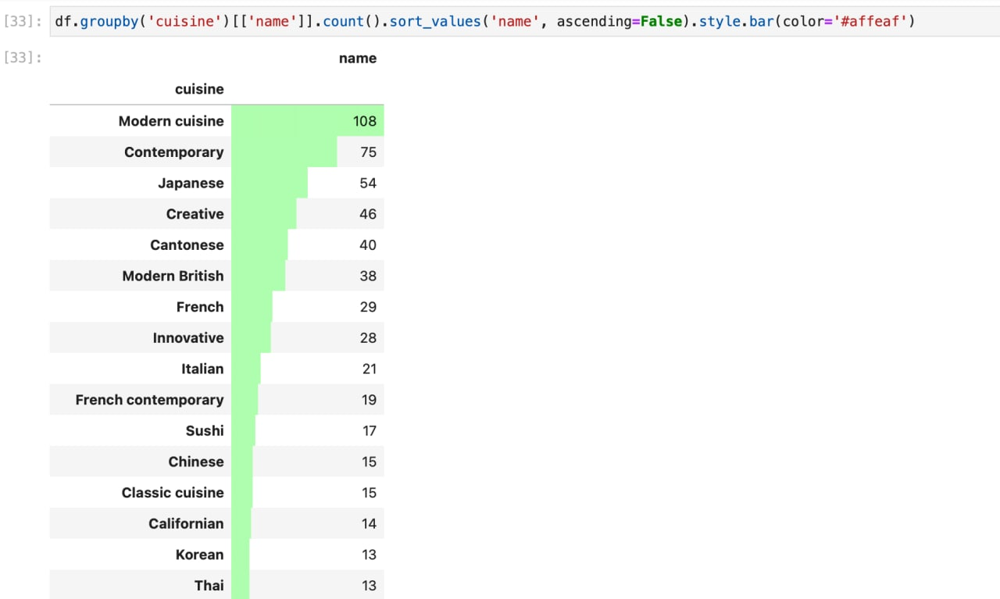 [33]: df.groupby('cuisine')[['name']].count().sort_values('name', ascending=False).style.bar(color='#affeaf')
[33]: name
cuisine
Modern cuisine 108
Contemporary 75
Japanese 54
Creative 46
Cantonese 40
Modern British 38
French 29
Innovative 28
Italian 21
French contemporary 19
Sushi 17
Chinese 15
Classic cuisine 15
Californian 14
Korean 13
Thai 13